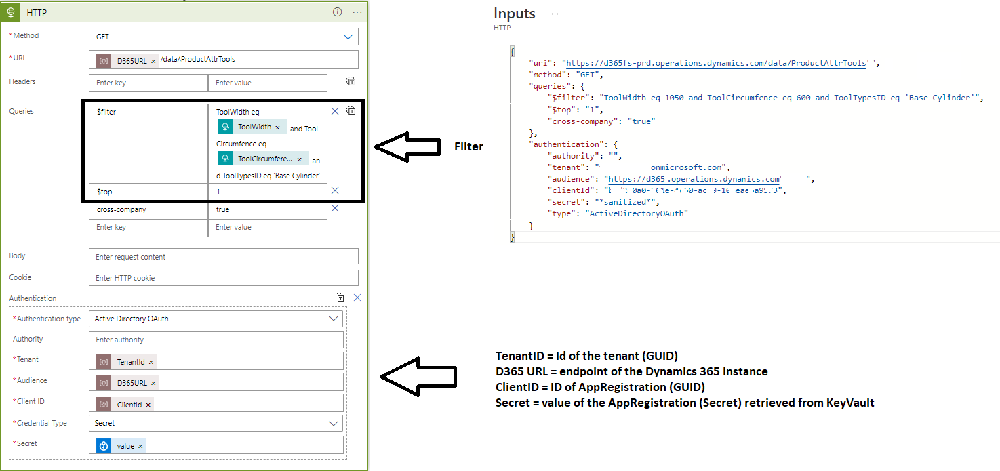 HTTP
* Method
GET
* URI
D365URL × /data/ProductAttrTools
Headers
Enter key
Enter value
Queries
$filter
ToolWidth eq
ToolWidth × and Tool
Circumfence eq
ToolCircumfere... × an
d ToolTypesID eq 'Base Cylinder'
$top
1
cross-company
true
Enter key
Enter value
Body
Enter request content
Cookie
Enter HTTP cookie
Authentication
* Authentication type
Active Directory OAuth
Authority
Enter authority
* Tenant
TenantId ×
* Audience
D365URL ×
* Client ID
ClientId ×
* Credential Type
Secret
* Secret
value ×
Inputs ...
HTTP
{
"uri": "https://d365fs-prd.operations.dynamics.com/data/ProductAttrTools' ",
"method": "GET",
"queries": {
"$filter": "ToolWidth eq 1050 and ToolCircumfence eq 600 and ToolTypesID eq 'Base Cylinder'",
"$top": "1",
"cross-company": "true"
},
"authentication": {
"authority": "",
"tenant": " onmicrosoft.com",
"audience": "https://d365 .operations.dynamics.com' ",
"clientId": "
"secret": "*sanitized*",
"type": "ActiveDirectoryOAuth"
}
}
Filter
TenantID = Id of the tenant (GUID)
D365 URL = endpoint of the Dynamics 365 Instance
ClientID = ID of AppRegistration (GUID)
Secret = value of the AppRegistration (Secret) retrieved from KeyVault